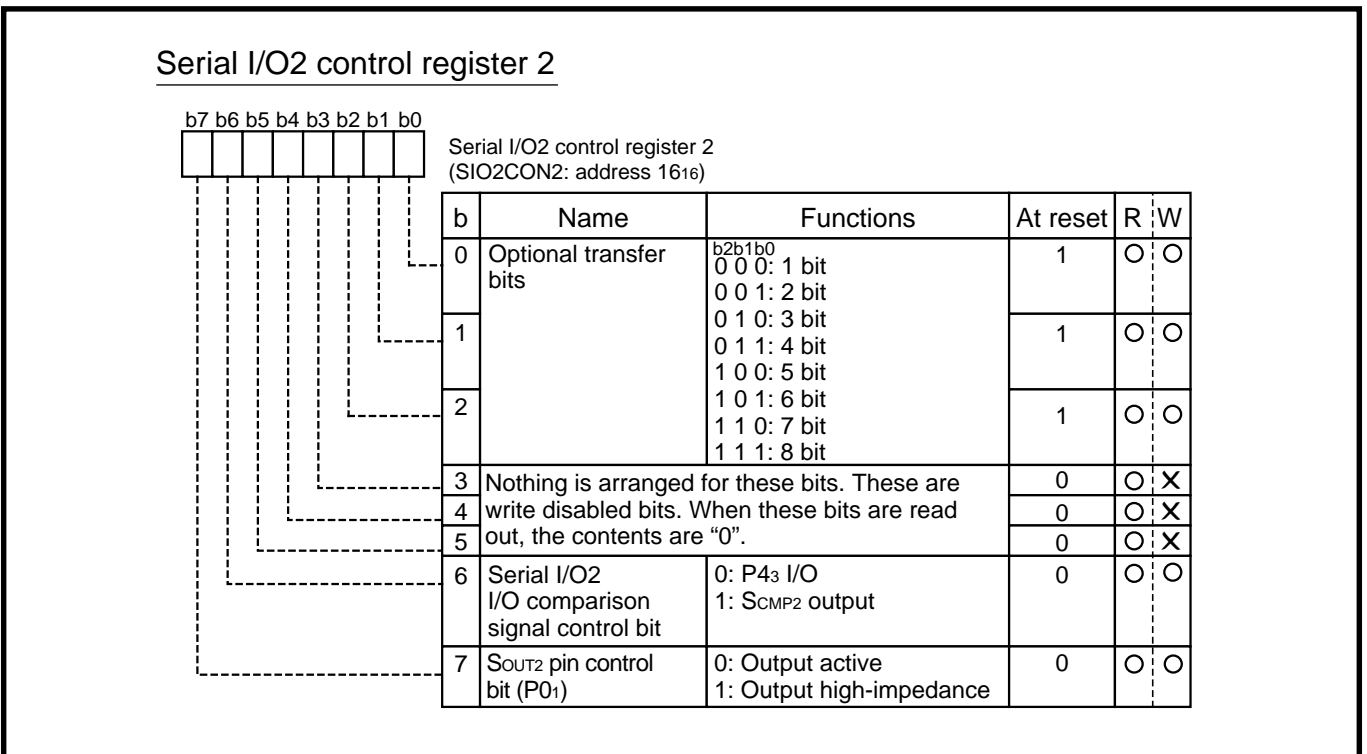 Serial I/O2 control register 2
b7 b6 b5 b4 b3 b2 b1 b0
Serial I/O2 control register 2
(SIO2CON2: address 1616)
b Name Functions At reset R W
0 Optional transfer bits b2b1b0 1 O O
0 0 0: 1 bit
0 0 1: 2 bit
0 1 0: 3 bit
1 1 O O
0 1 1: 4 bit
1 0 0: 5 bit
1 0 1: 6 bit
2 1 O O
1 1 0: 7 bit
1 1 1: 8 bit
3 Nothing is arranged for these bits. These are 0 O X
4 write disabled bits. When these bits are read 0 O X
5 out, the contents are “0”. 0 O X
6 Serial I/O2 0: P43 I/O 0 O O
I/O comparison 1: SCMP2 output
signal control bit
7 SOUT2 pin control 0: Output active 0 O O
bit (P01) 1: Output high-impedance